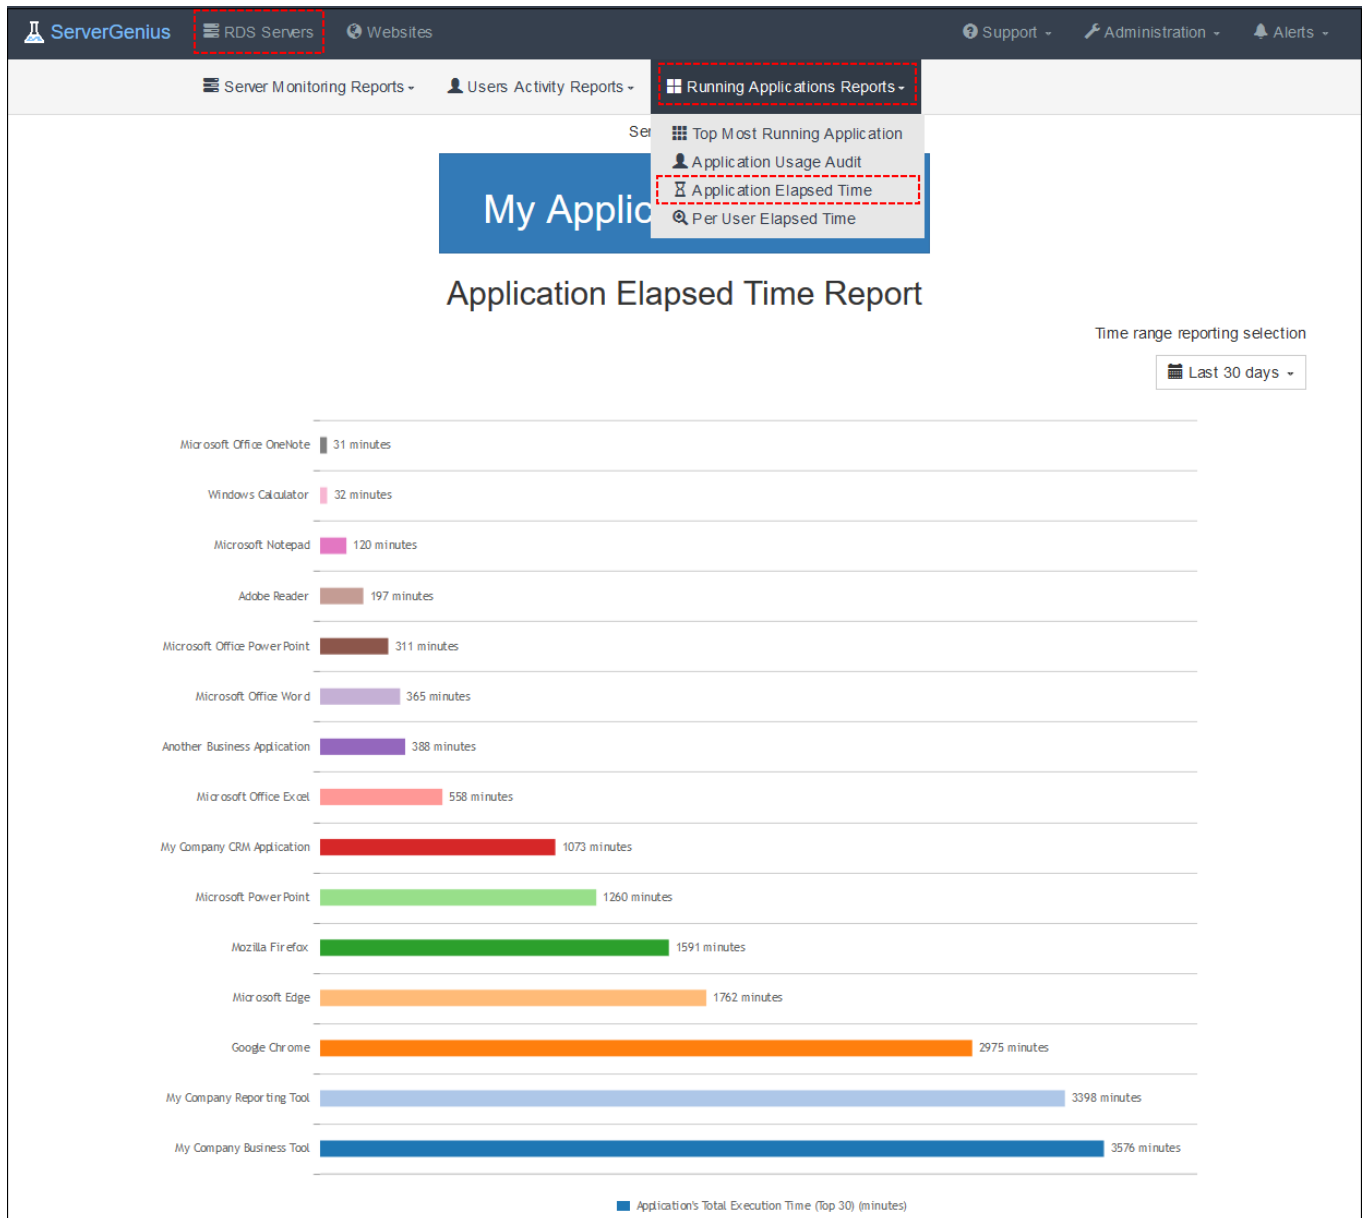 ServerGenius RDS Servers Websites Support Administration Alerts
Server Monitoring Reports Users Activity Reports Running Applications Reports
Ser
Top Most Running Application
Application Usage Audit
Application Elapsed Time
Per User Elapsed Time
My Applic
Application Elapsed Time Report
Time range reporting selection
Last 30 days
Microsoft Office OneNote 31 minutes
Windows Calculator 32 minutes
Microsoft Notepad 120 minutes
Adobe Reader 197 minutes
Microsoft Office PowerPoint 311 minutes
Microsoft Office Word 365 minutes
Another Business Application 388 minutes
Microsoft Office Excel 558 minutes
My Company CRM Application 1073 minutes
Microsoft PowerPoint 1260 minutes
Mozilla Firefox 1591 minutes
Microsoft Edge 1762 minutes
Google Chrome 2975 minutes
My Company Reporting Tool 3398 minutes
My Company Business Tool 3576 minutes
Application's Total Execution Time (Top 30) (minutes)